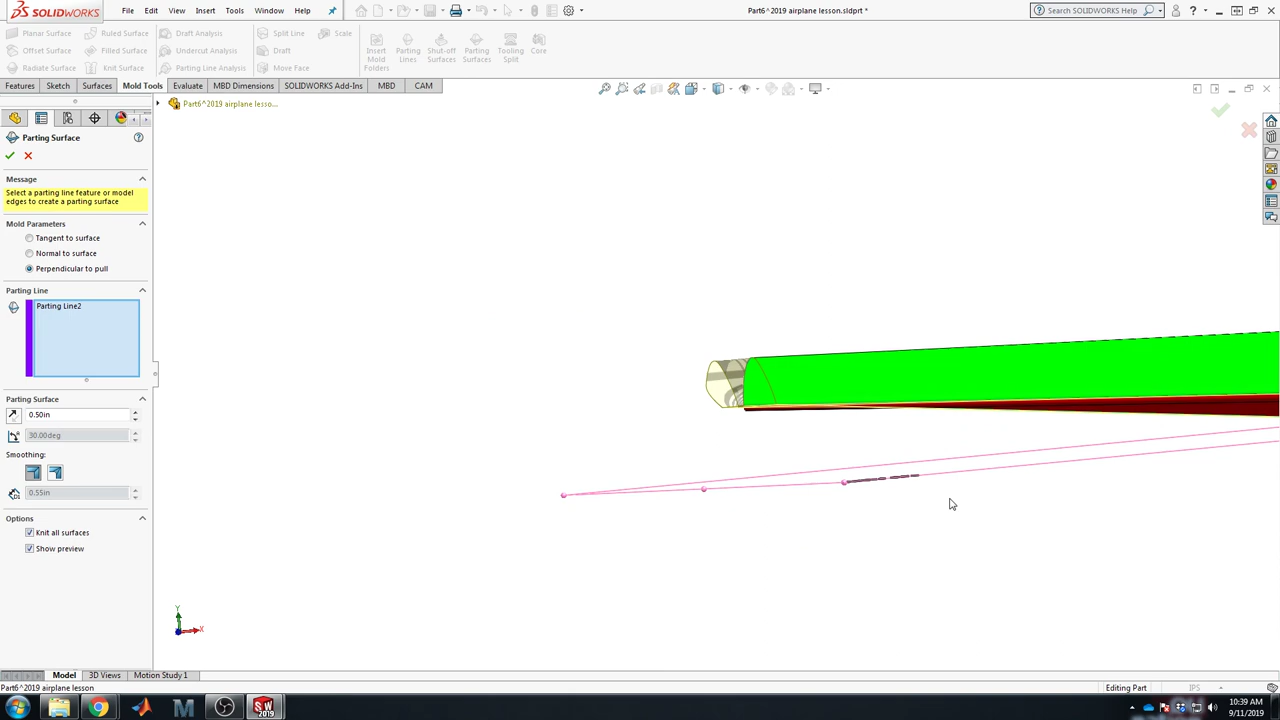 SOLIDWORKS File Edit View Insert Tools Window Help Part6^2019 airplane lesson.sldprt * Search SOLIDWORKS Help
Planar Surface Ruled Surface Draft Analysis Split Line Scale
Offset Surface Filled Surface Undercut Analysis Draft
Radiate Surface Knit Surface Parting Line Analysis Move Face
Insert Mold Folders Parting Lines Shut-off Surfaces Parting Surfaces Tooling Split Core
Features Sketch Surfaces Mold Tools Evaluate MBD Dimensions SOLIDWORKS Add-Ins MBD CAM
Part6^2019 airplane lesso...
Parting Surface
Message
Select a parting line feature or model
edges to create a parting surface
Mold Parameters
Tangent to surface
Normal to surface
Perpendicular to pull
Parting Line
Parting Line2
Parting Surface
0.50in
30.00deg
Smoothing:
0.55in
Options
Knit all surfaces
Show preview
Y
X
Model 3D Views Motion Study 1
Part6^2019 airplane lesson Editing Part IPS
SW 2019
10:39 AM
9/11/2019